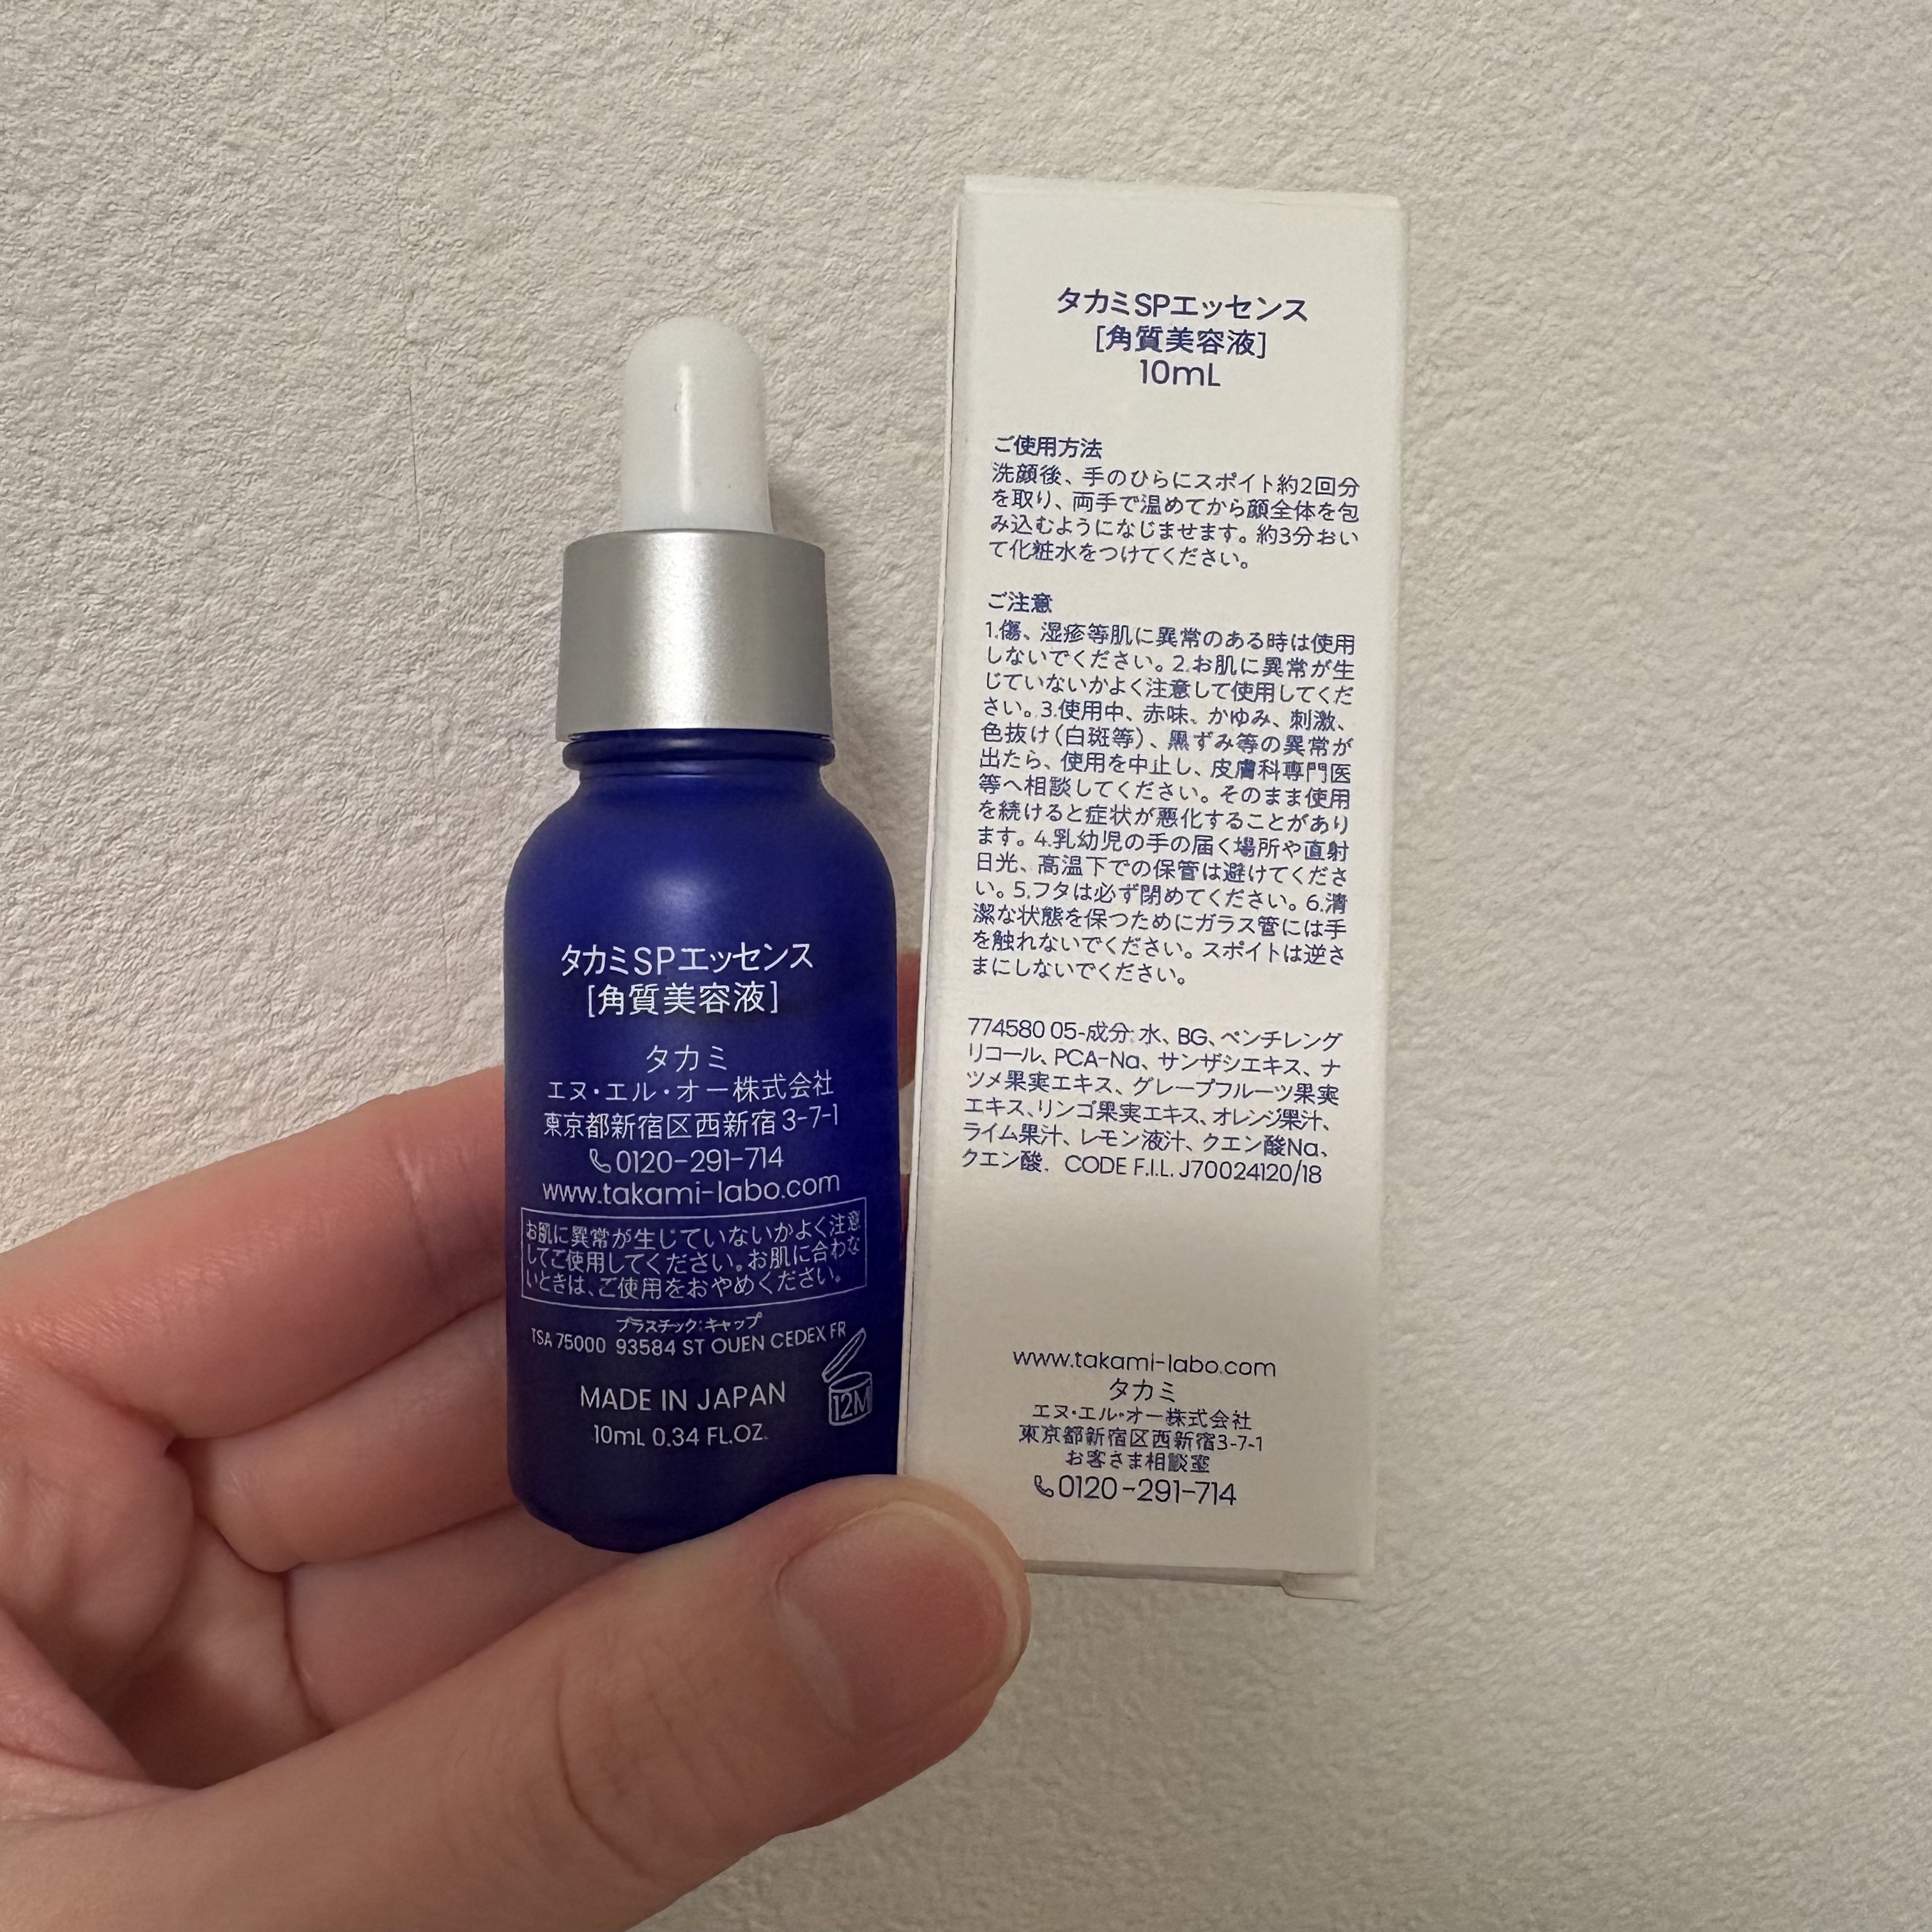 タカミSPエッセンス
[角質美容液]
タカミ
エヌ・エル・オー株式会社
東京都新宿区西新宿3-7-1
0120-291-714
www.takami-labo.com
お肌に異常が生じていないかよく注意
してご使用してください。お肌に合わな
いときは、ご使用をおやめください。
プラスチック:キャップ
TSA 75000 93584 ST OUEN CEDEX FR
MADE IN JAPAN
12M
10mL 0.34 FL.OZ.
タカミSPエッセンス
[角質美容液]
10mL
ご使用方法
洗顔後、手のひらにスポイト約2回分
を取り、両手で温めてから顔全体を包
み込むようになじませます。約3分おい
て化粧水をつけてください。
ご注意
1.傷、湿疹等肌に異常のある時は使用
しないでください。2.お肌に異常が生
じていないかよく注意して使用してくだ
さい。3.使用中、赤味、かゆみ、刺激、
色抜け(白斑等)、黒ずみ等の異常が
出たら、使用を中止し、皮膚科専門医
等へ相談してください。そのまま使用
を続けると症状が悪化することがあり
ます。4.乳幼児の手の届く場所や直射
日光、高温下での保管は避けてくださ
い。5.フタは必ず閉めてください。6.清
潔な状態を保つためにガラス管には手
を触れないでください。スポイトは逆さ
まにしないでください。
774580 05-成分:水、BG、ペンチレング
リコール、PCA-Na、サンザシエキス、ナ
ツメ果実エキス、グレープフルーツ果実
エキス、リンゴ果実エキス、オレンジ果汁、
ライム果汁、レモン液汁、クエン酸Na、
クエン酸. CODE F.I.L. J70024120/18
www.takami-labo.com
タカミ
エヌ・エル・オー株式会社
東京都新宿区西新宿3-7-1
お客さま相談室
0120-291-714